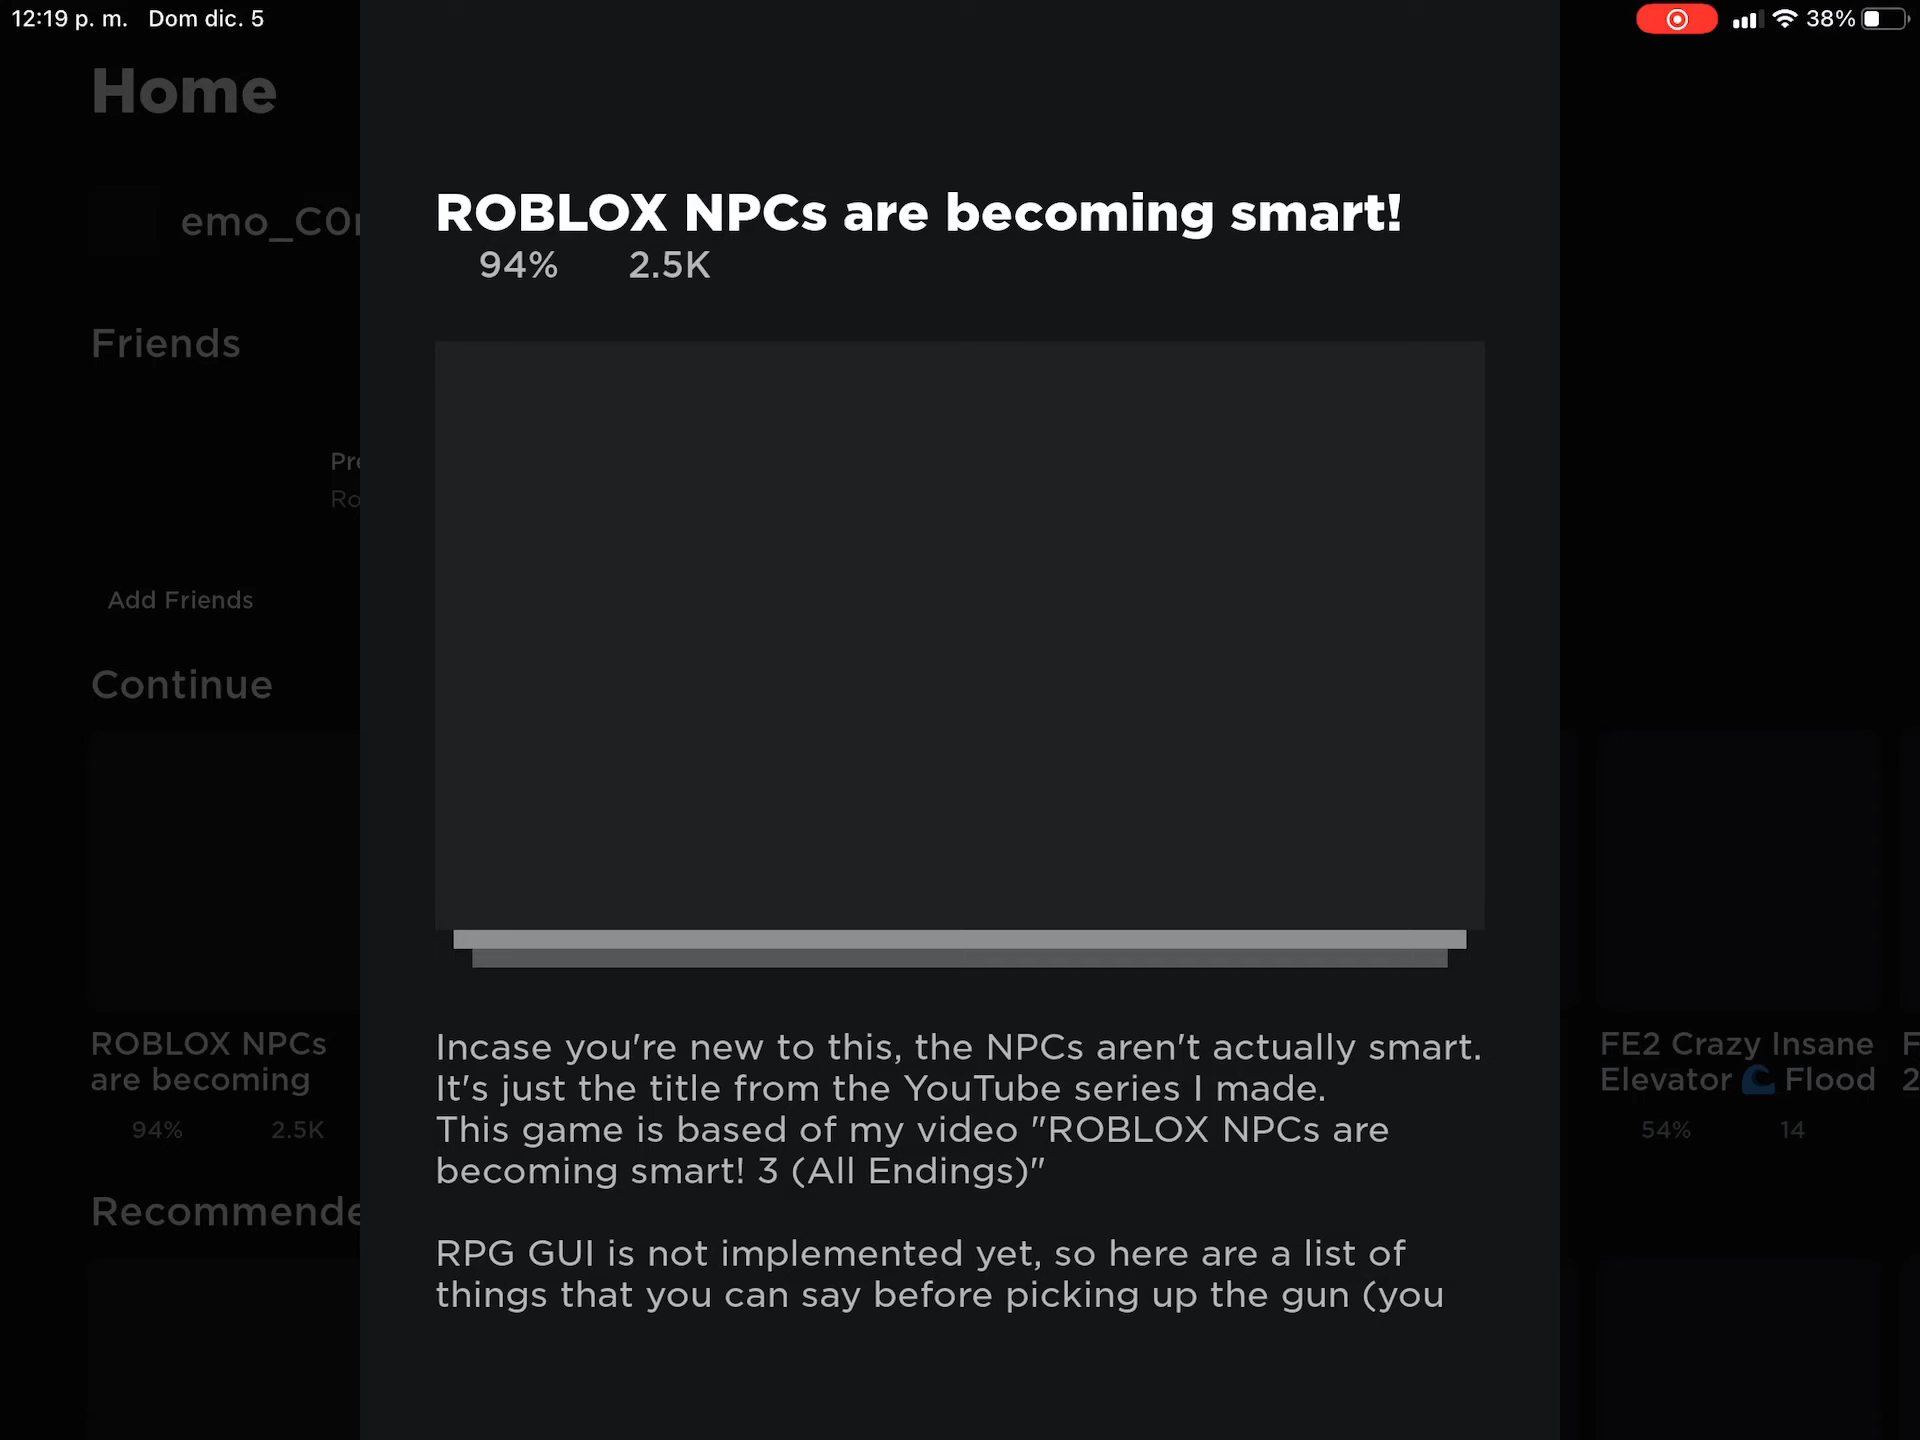 12:19 p. m. Dom dic. 5
38%
Home
emo_C0
Friends
Pre
Ro
Add Friends
Continue
ROBLOX NPCs
are becoming
94% 2.5K
Recommende
ROBLOX NPCs are becoming smart!
94% 2.5K
Incase you're new to this, the NPCs aren't actually smart.
It's just the title from the YouTube series I made.
This game is based of my video "ROBLOX NPCs are
becoming smart! 3 (All Endings)"
RPG GUI is not implemented yet, so here are a list of
things that you can say before picking up the gun (you
FE2 Crazy Insane
Elevator 🌊 Flood
54% 14
F
2